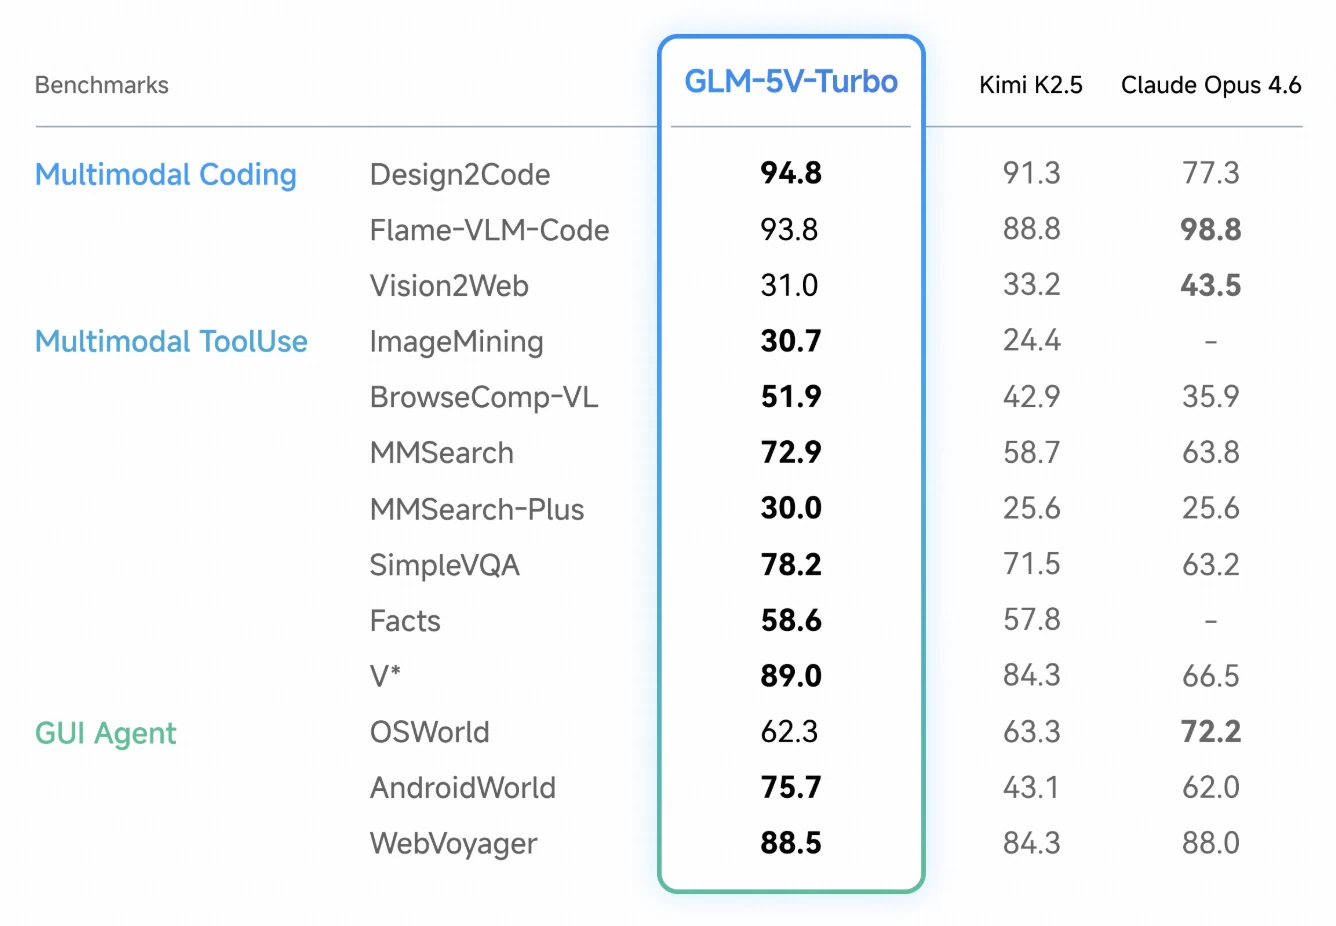 Benchmarks GLM-5V-Turbo Kimi K2.5 Claude Opus 4.6
Multimodal Coding Design2Code 94.8 91.3 77.3
Flame-VLM-Code 93.8 88.8 98.8
Vision2Web 31.0 33.2 43.5
Multimodal ToolUse ImageMining 30.7 24.4 –
BrowseComp-VL 51.9 42.9 35.9
MMSearch 72.9 58.7 63.8
MMSearch-Plus 30.0 25.6 25.6
SimpleVQA 78.2 71.5 63.2
Facts 58.6 57.8 –
V* 89.0 84.3 66.5
GUI Agent OSWorld 62.3 63.3 72.2
AndroidWorld 75.7 43.1 62.0
WebVoyager 88.5 84.3 88.0